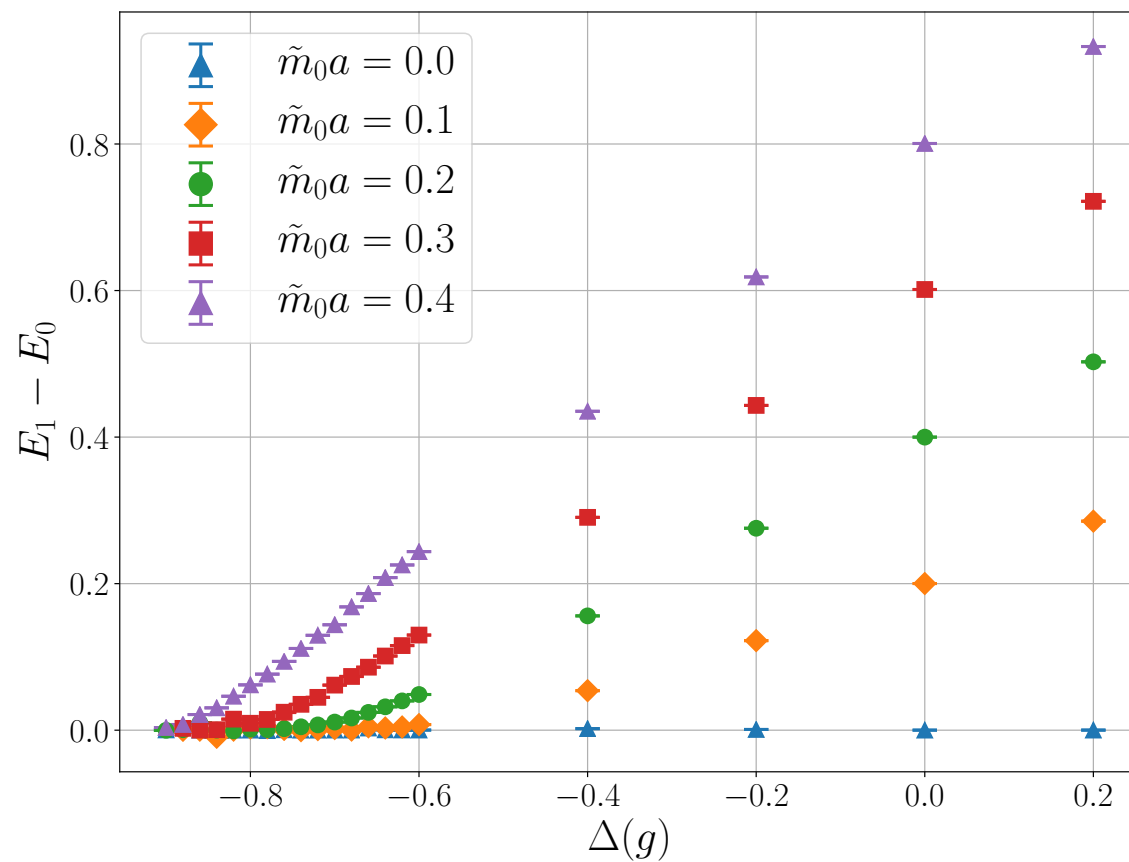 m̃₀a = 0.0
m̃₀a = 0.1
m̃₀a = 0.2
m̃₀a = 0.3
m̃₀a = 0.4
E₁ − E₀
0.8
0.6
0.4
0.2
0.0
−0.8 −0.6 −0.4 −0.2 0.0 0.2
Δ(g)